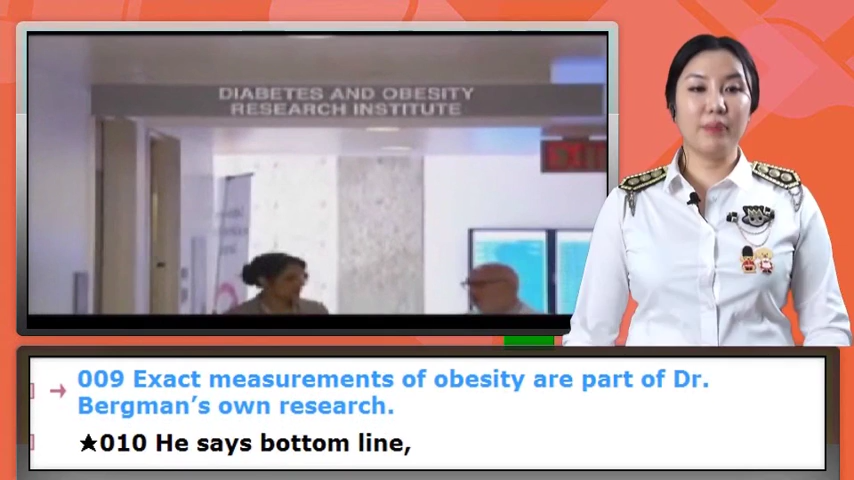 DIABETES AND OBESITY
RESEARCH INSTITUTE
EXIT
→ 009 Exact measurements of obesity are part of Dr.
Bergman’s own research.
★010 He says bottom line,